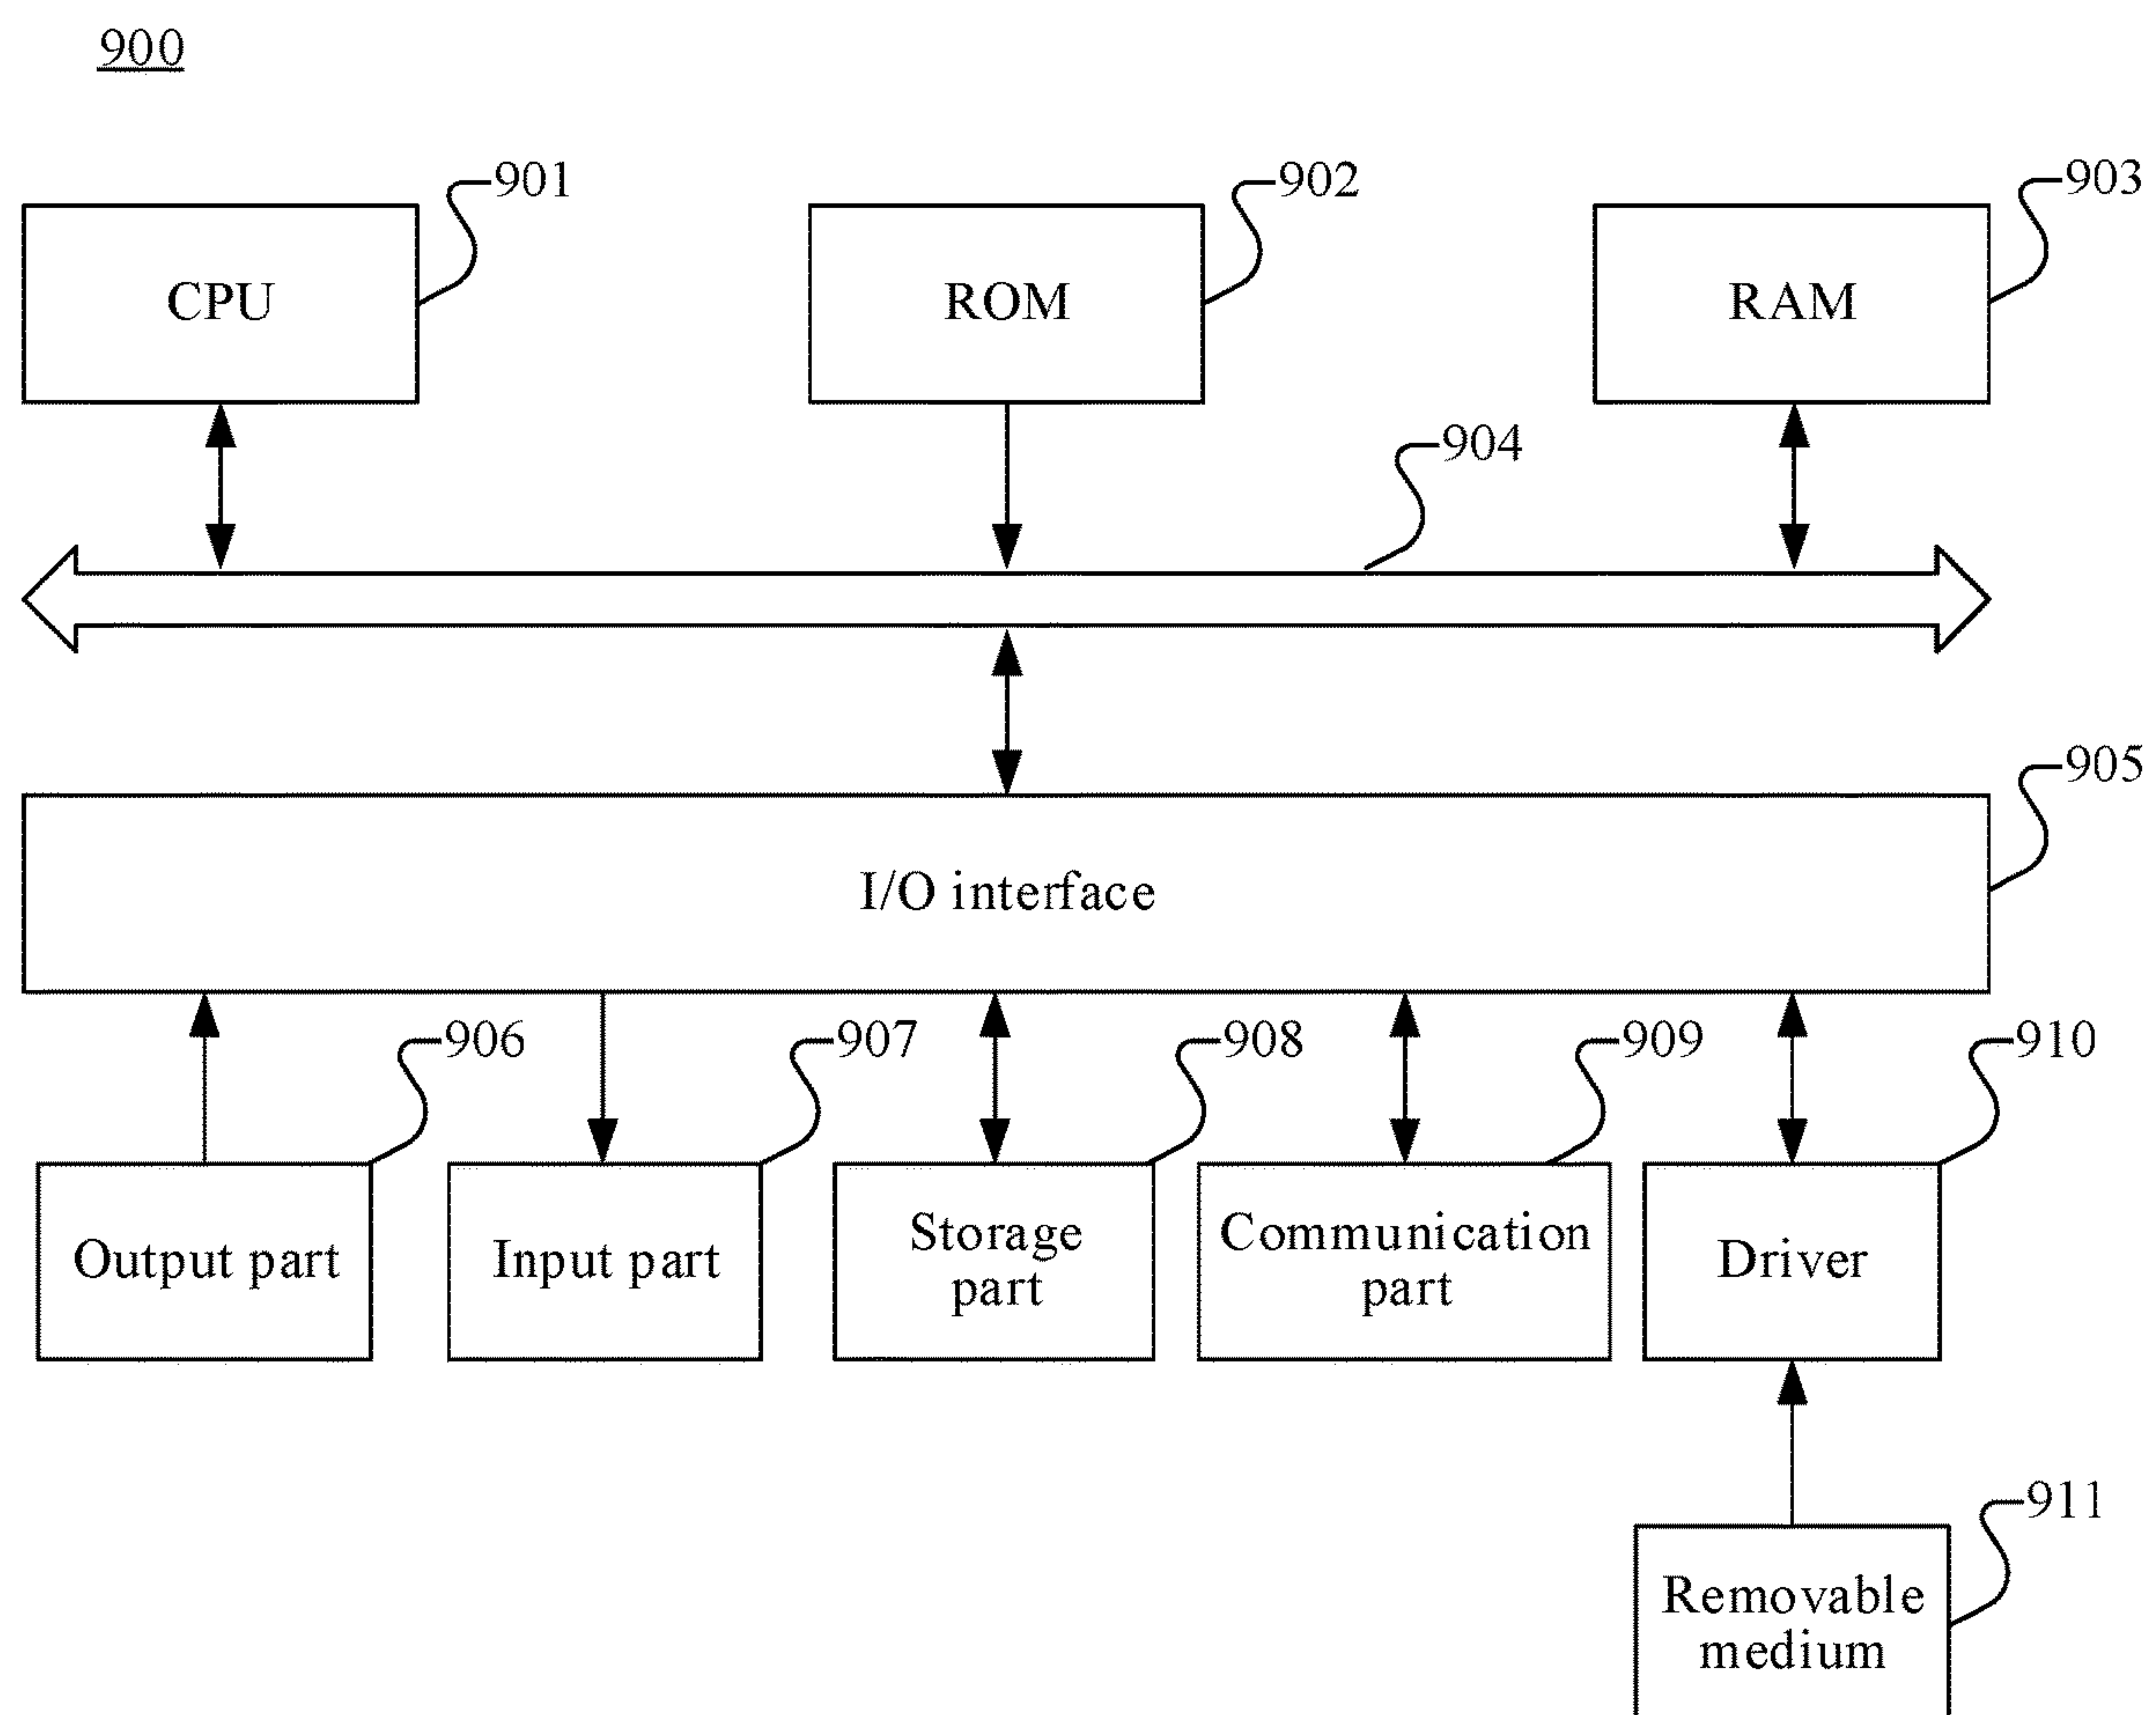 900
901
902
903
CPU
ROM
RAM
904
905
I/O interface
906
907
908
909
910
Output part
Input part
Storage
part
Communication
part
Driver
911
Removable
medium